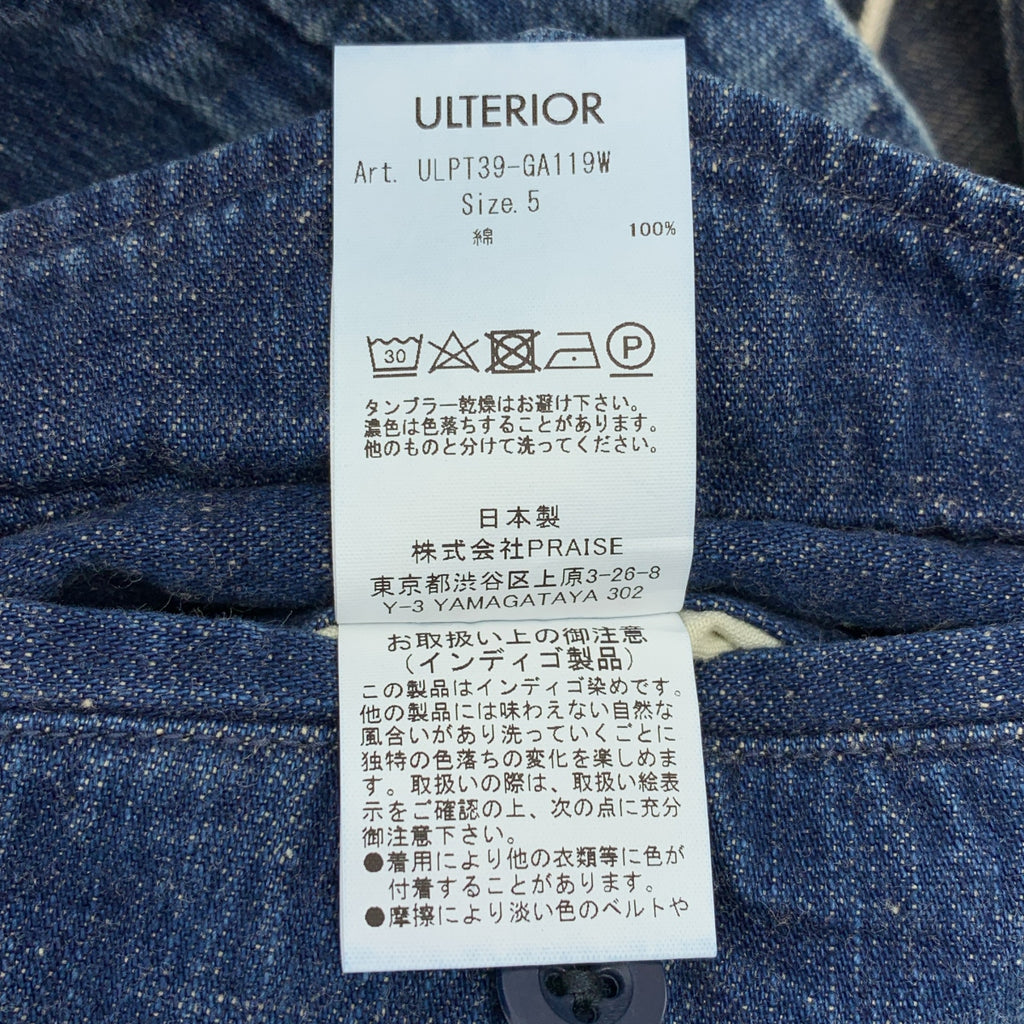 ULTERIOR
Art. ULPT39-GA119W
Size. 5
綿 100%
30 P
タンブラー乾燥はお避け下さい。
濃色は色落ちすることがあります。
他のものと分けて洗ってください。
日本製
株式会社PRAISE
東京都渋谷区上原3-26-8
Y-3 YAMAGATAYA 302
お取扱い上の御注意
(インディゴ製品)
この製品はインディゴ染めです。
他の製品には味わえない自然な
風合いがあり洗っていくごとに
独特の色落ちの変化を楽しめま
す。取扱いの際は、取扱い絵表
示をご確認の上、次の点に充分
御注意下さい。
●着用により他の衣類等に色が
付着することがあります。
●摩擦により淡い色のベルトや